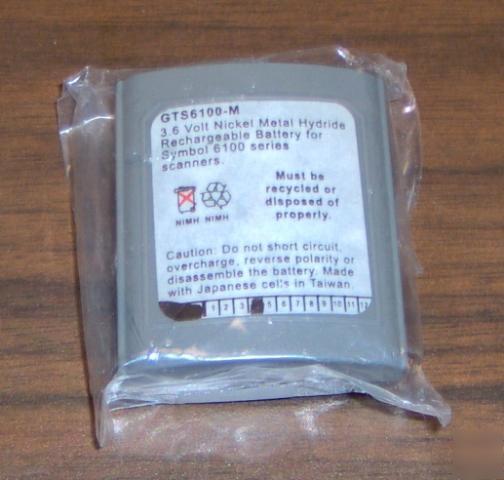 GTS6100-M
3.6 Volt Nickel Metal Hydride
Rechargeable Battery for
Symbol 6100 series
scanners.
Must be
recycled or
disposed of
properly.
NiMH NiMH
Caution: Do not short circuit,
overcharge, reverse polarity or
disassemble the battery. Made
with Japanese cells in Taiwan.
1 2 3 5 6 7 8 9 10 11 12